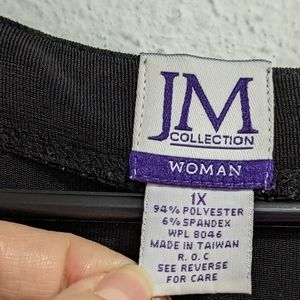 JM
COLLECTION
WOMAN
1X
94% POLYESTER
6% SPANDEX
WPL 8046
MADE IN TAIWAN
R. O. C
SEE REVERSE
FOR CARE